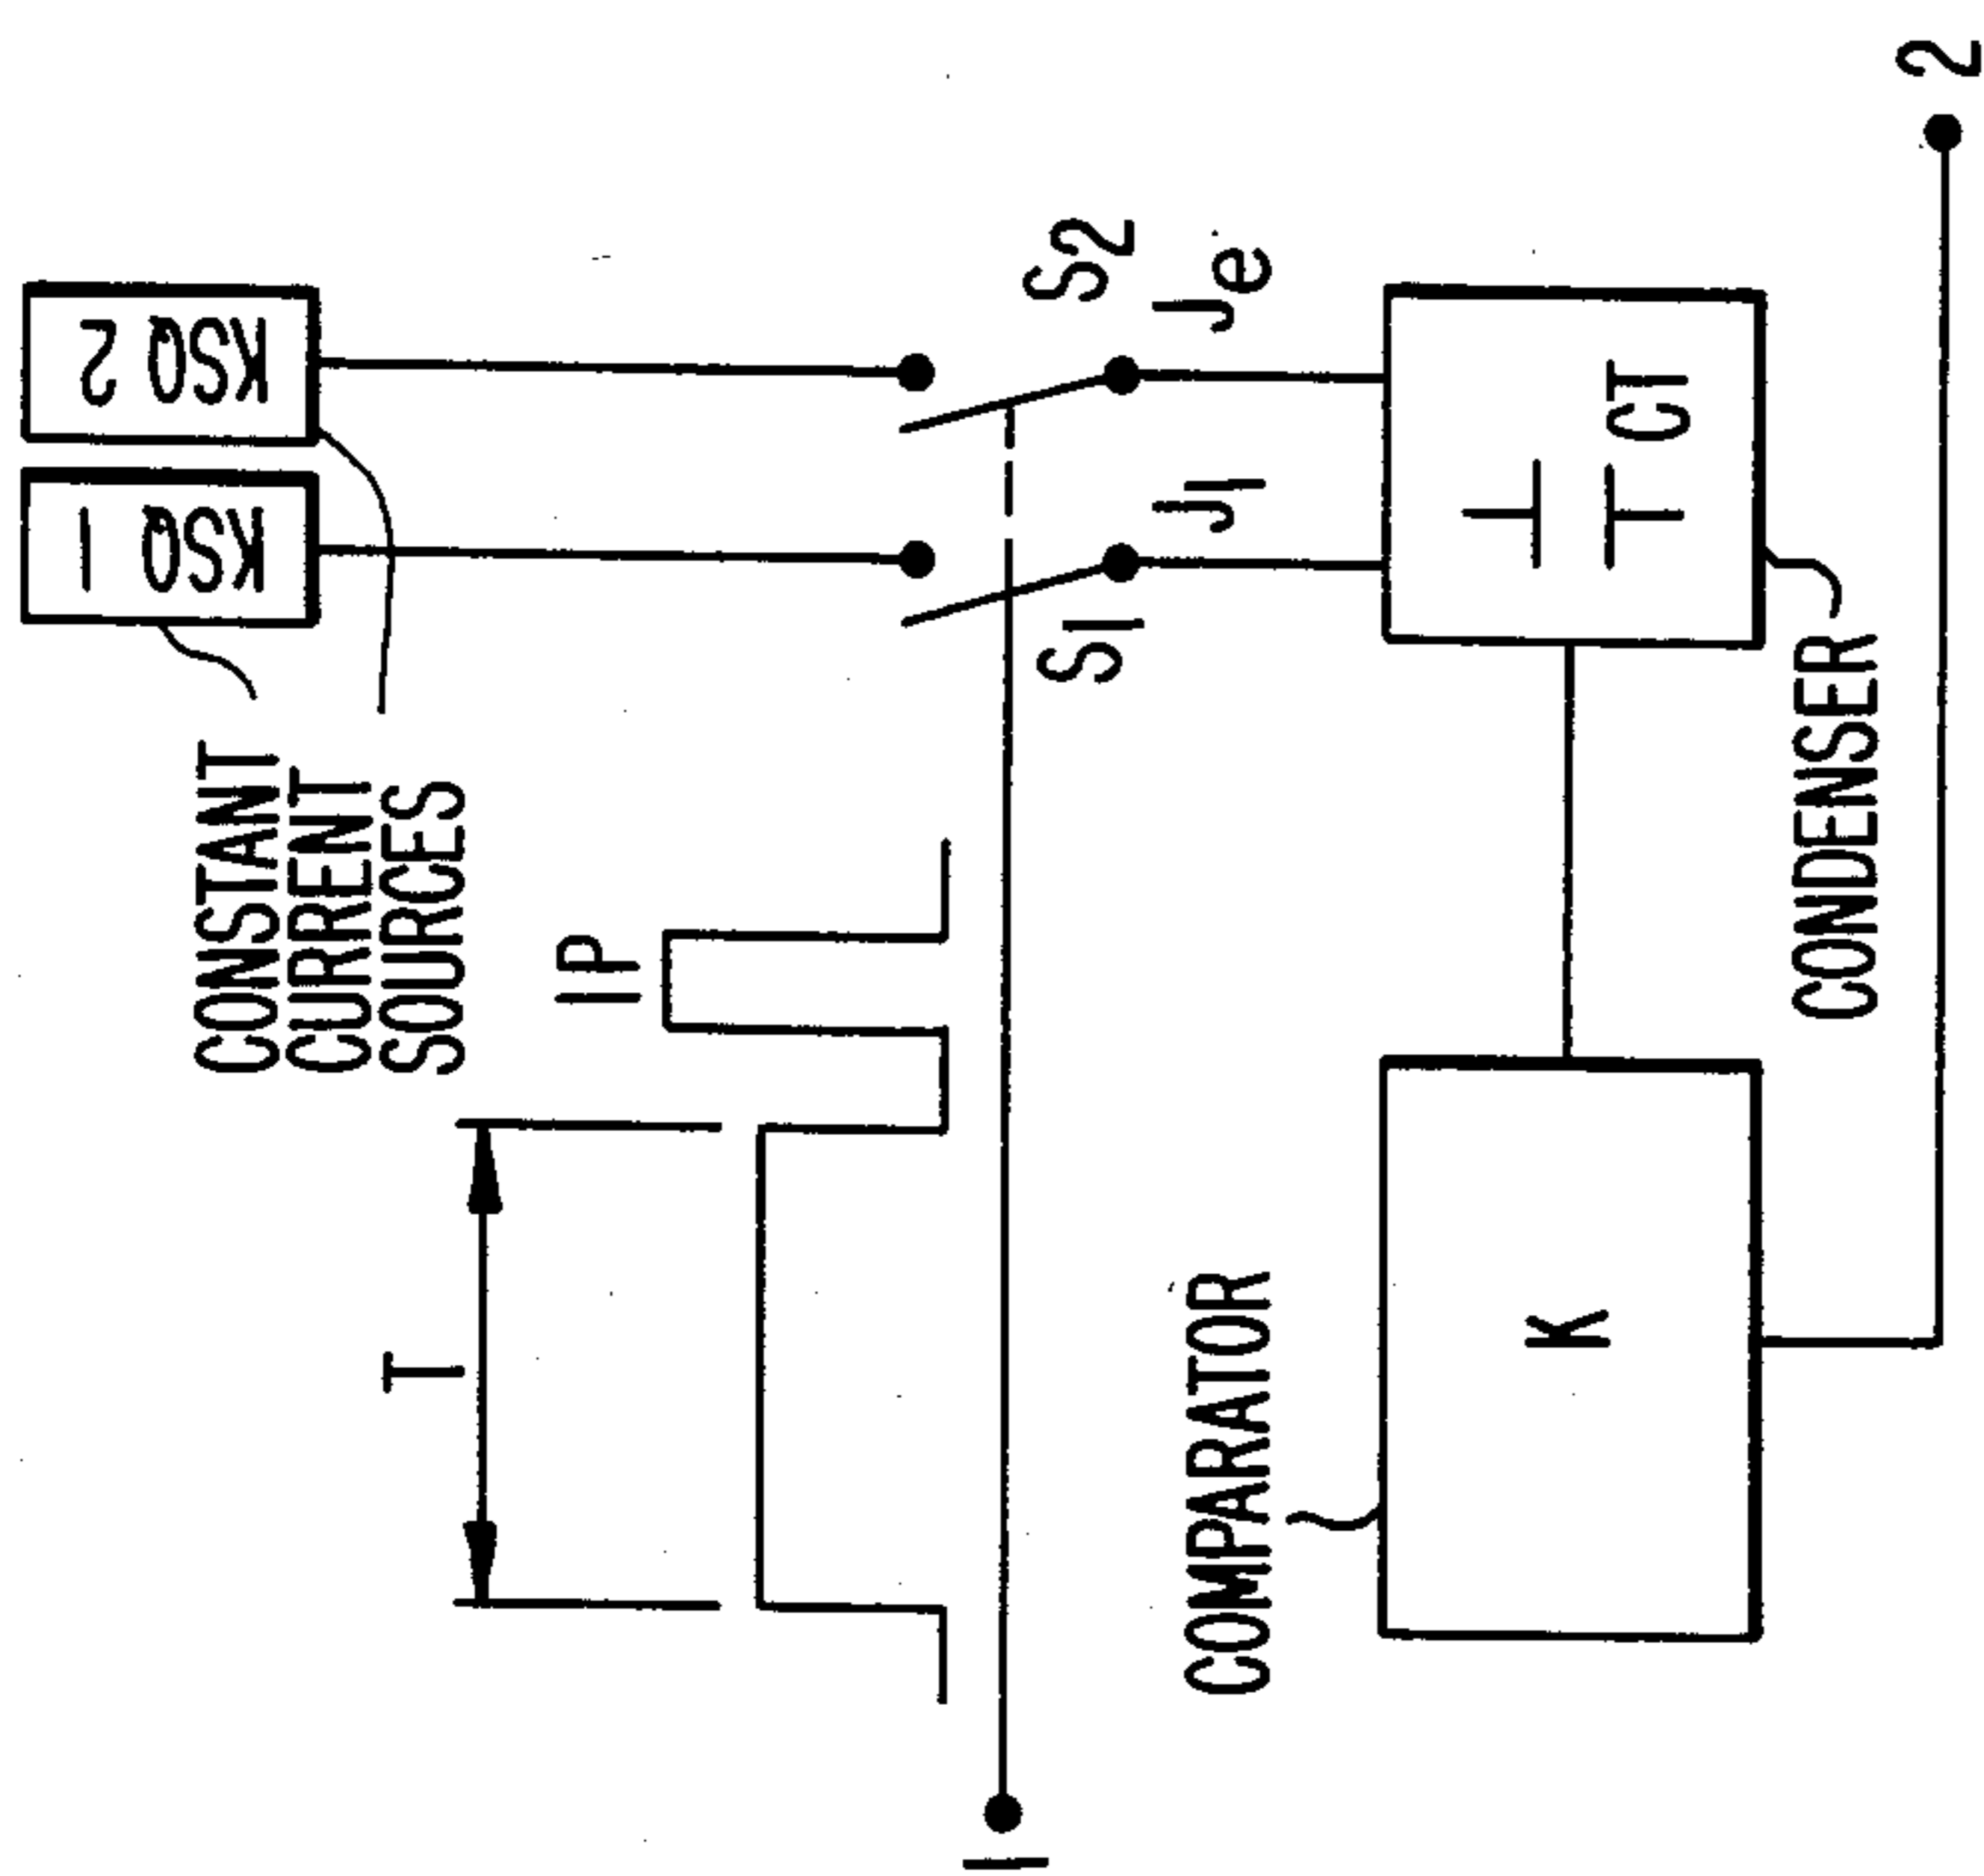 KSQ 1
KSQ 2
CONSTANT
CURRENT
SOURCES
T
IP
1
S1
S2
J1
Je
COMPARATOR
K
CT
CONDENSER
2